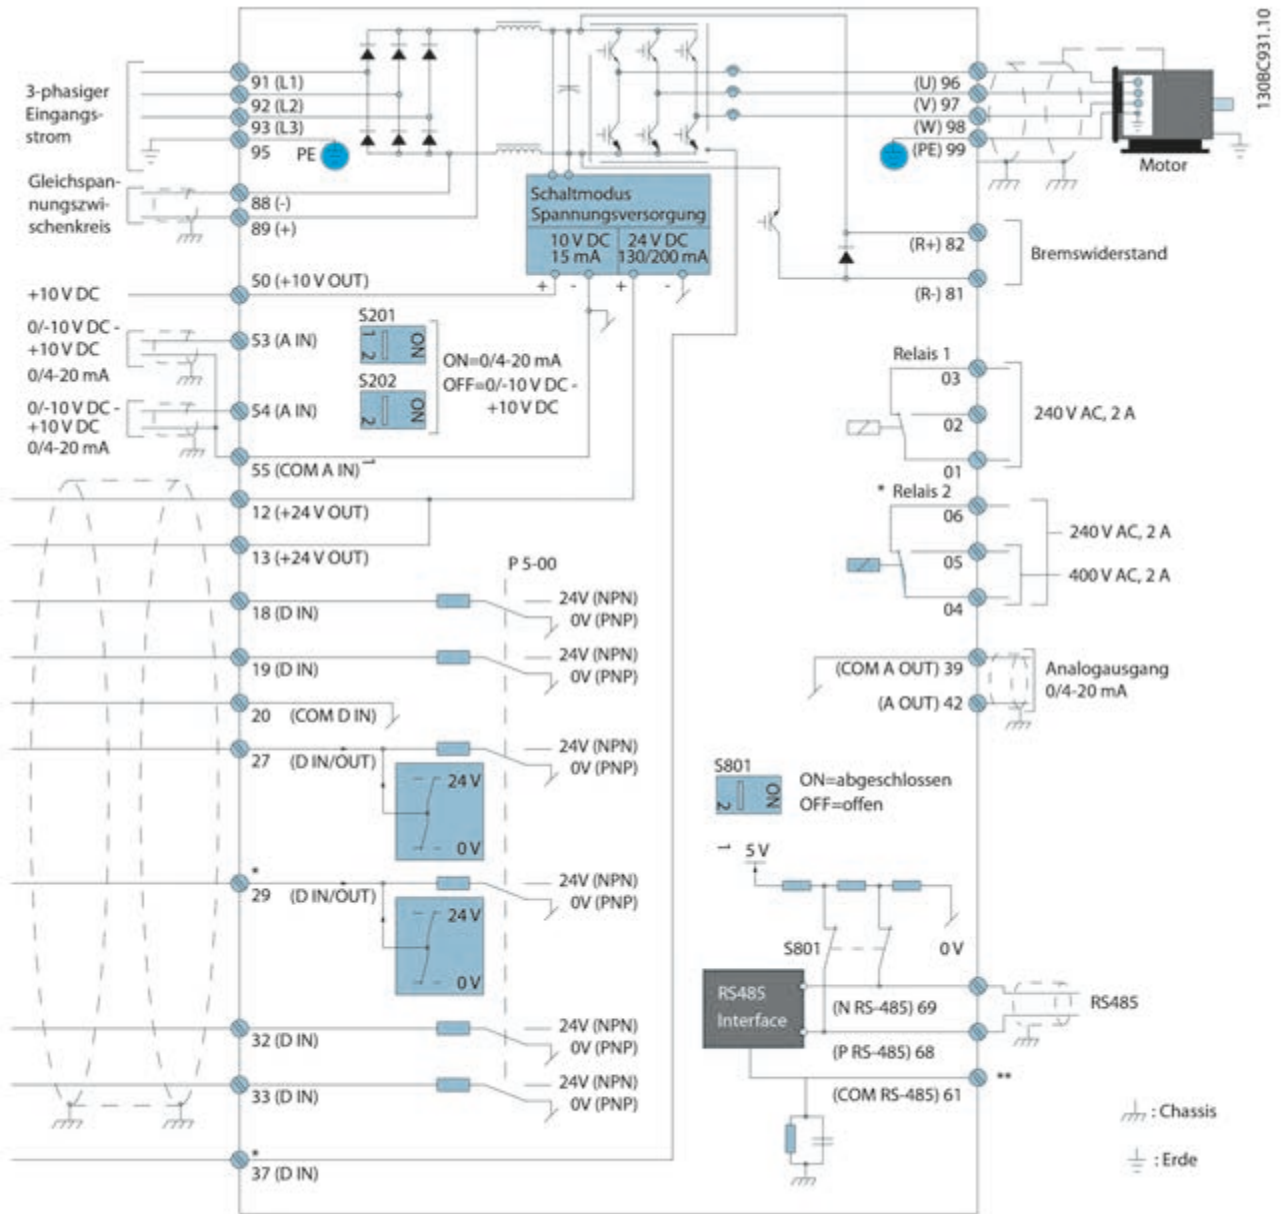 130BC931.10
3-phasiger
Eingangs-
strom
91 (L1)
92 (L2)
93 (L3)
95
PE
Gleichspan-
nungszwi-
schenkreis
88 (-)
89 (+)
+10 V DC
50 (+10 V OUT)
0/-10 V DC -
+10 V DC
0/4-20 mA
53 (A IN)
0/-10 V DC -
+10 V DC
0/4-20 mA
54 (A IN)
55 (COM A IN)
12 (+24 V OUT)
13 (+24 V OUT)
18 (D IN)
19 (D IN)
20 (COM D IN)
27 (D IN/OUT)
*
29 (D IN/OUT)
32 (D IN)
33 (D IN)
*
37 (D IN)
Schaltmodus
Spannungsversorgung
10 V DC
15 mA
24 V DC
130/200 mA
+ - + -
S201
1 2
ON
S202
1
2
ON
ON=0/4-20 mA
OFF=0/-10 V DC -
+10 V DC
P 5-00
24V (NPN)
0V (PNP)
24V (NPN)
0V (PNP)
24V (NPN)
0V (PNP)
24 V
0 V
24V (NPN)
0V (PNP)
24 V
0 V
24V (NPN)
0V (PNP)
24V (NPN)
0V (PNP)
(U) 96
(V) 97
(W) 98
(PE) 99
Motor
(R+) 82
(R-) 81
Bremswiderstand
Relais 1
03
02
01
240 V AC, 2 A
* Relais 2
06
05
04
240 V AC, 2 A
400 V AC, 2 A
(COM A OUT) 39
(A OUT) 42
Analogausgang
0/4-20 mA
S801
1
2
ON
ON=abgeschlossen
OFF=offen
5 V
S801
0 V
RS485
Interface
(N RS-485) 69
(P RS-485) 68
(COM RS-485) 61
RS485
**
: Chassis
: Erde